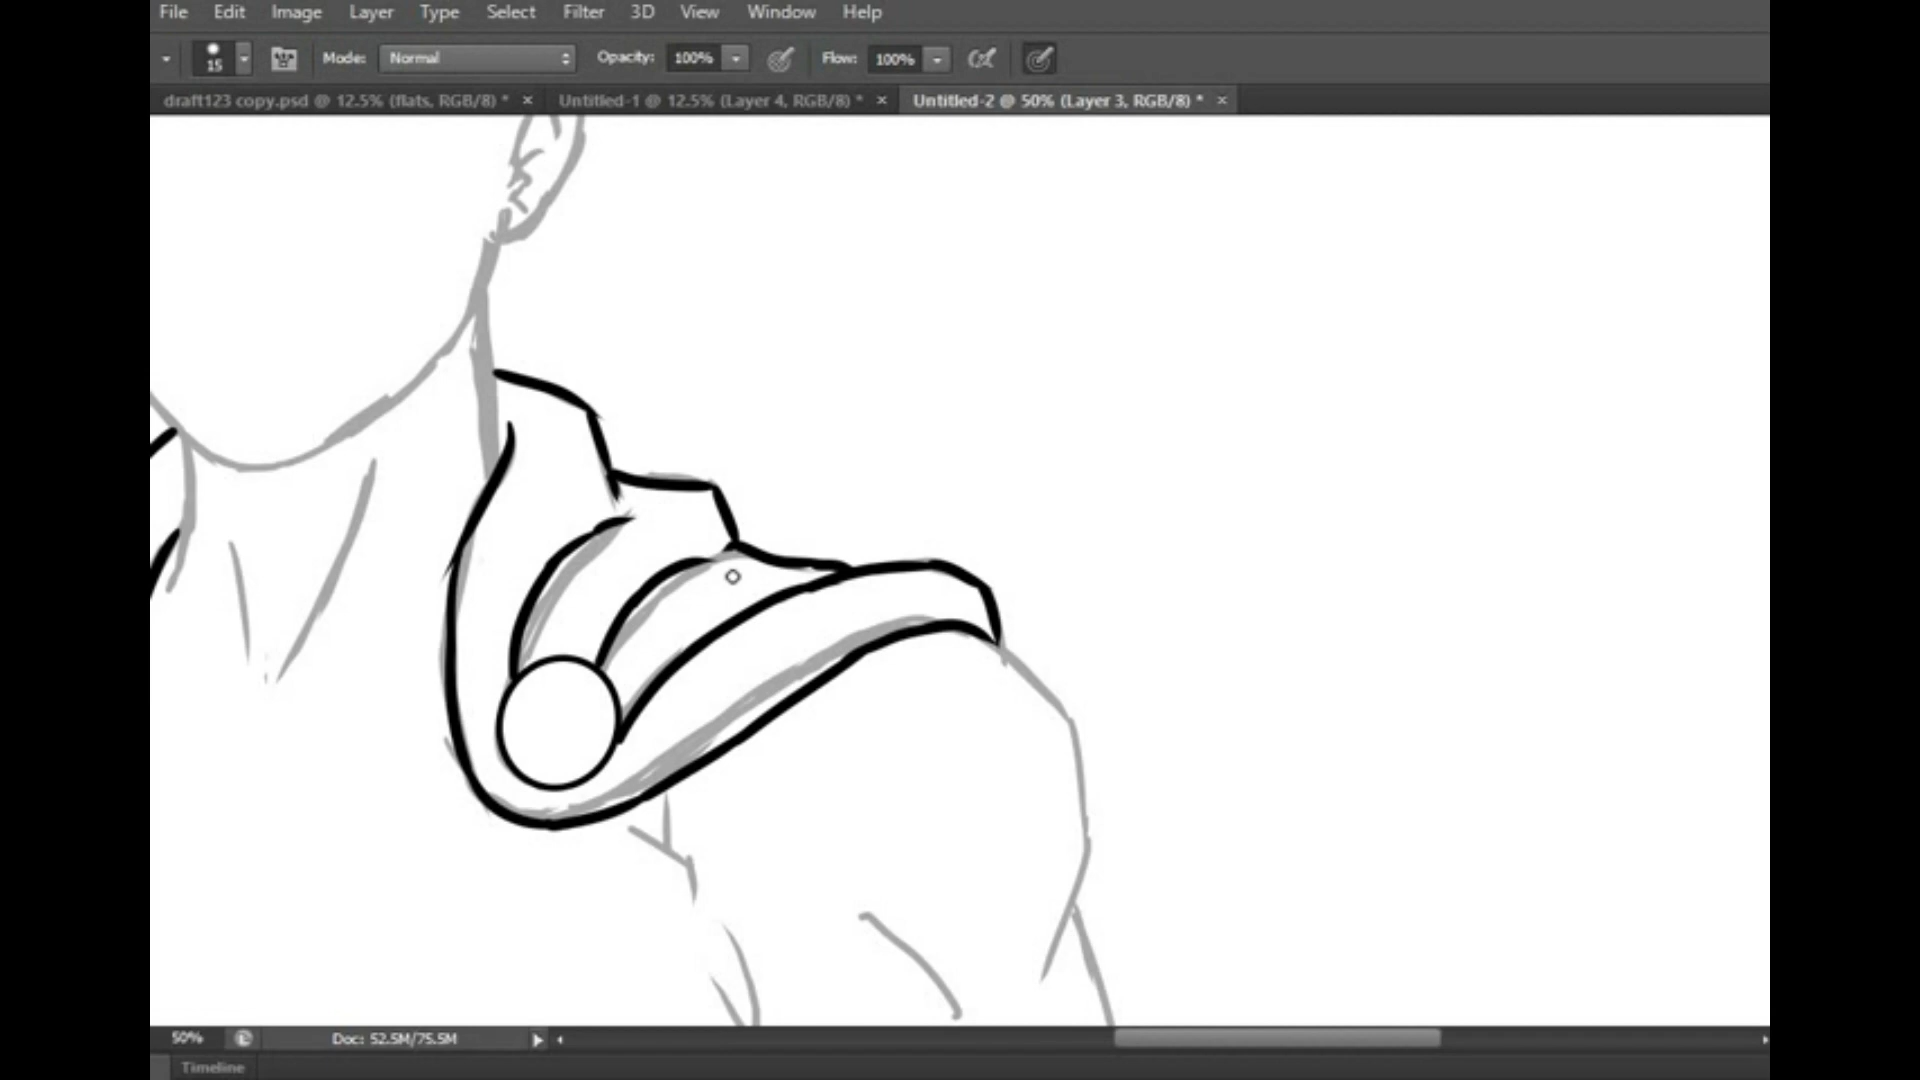 File Edit Image Layer Type Select Filter 3D View Window Help
15 Mode: Normal Opacity: 100% Flow: 100%
draft123 copy.psd @ 12.5% (flats, RGB/8) * × Untitled-1 @ 12.5% (Layer 4, RGB/8) * × Untitled-2 @ 50% (Layer 3, RGB/8) * ×
50% Doc: 52.5M/75.5M
Timeline